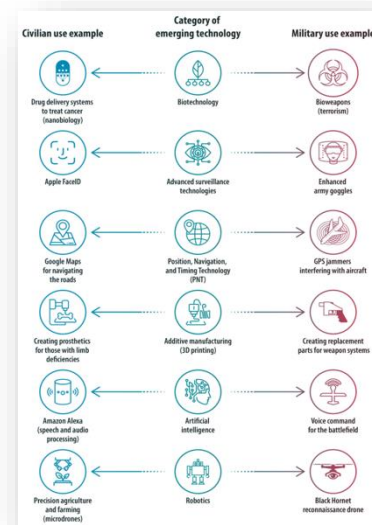 Civilian use example
Category of
emerging technology
Military use example
Drug delivery systems
to treat cancer
(nanobiology)
Biotechnology
Bioweapons
(terrorism)
Apple FaceID
Advanced surveillance
technologies
Enhanced
army goggles
Google Maps
for navigating
the roads
Position, Navigation,
and Timing Technology
(PNT)
GPS jammers
interfering with aircraft
Creating prosthetics
for those with limb
deficiencies
Additive manufacturing
(3D printing)
Creating replacement
parts for weapon systems
Amazon Alexa
(speech and audio
processing)
Artificial
intelligence
Voice command
for the battlefield
Precision agriculture
and farming
(microdrones)
Robotics
Black Hornet
reconnaissance drone